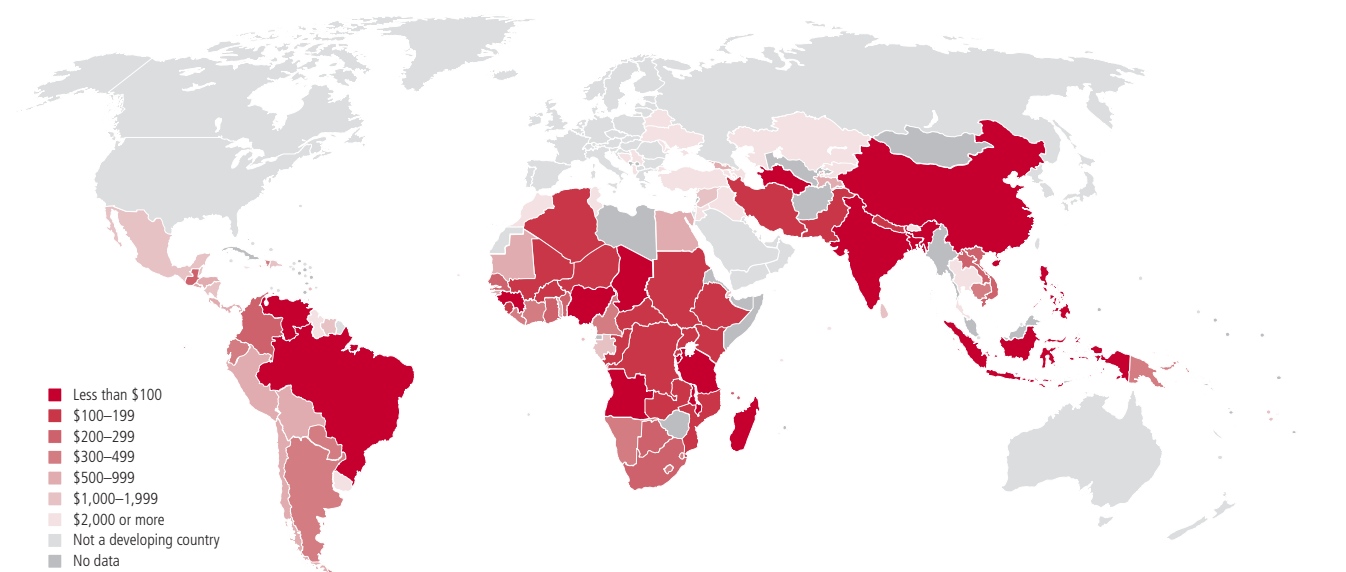 Less than $100
$100–199
$200–299
$300–499
$500–999
$1,000–1,999
$2,000 or more
Not a developing country
No data